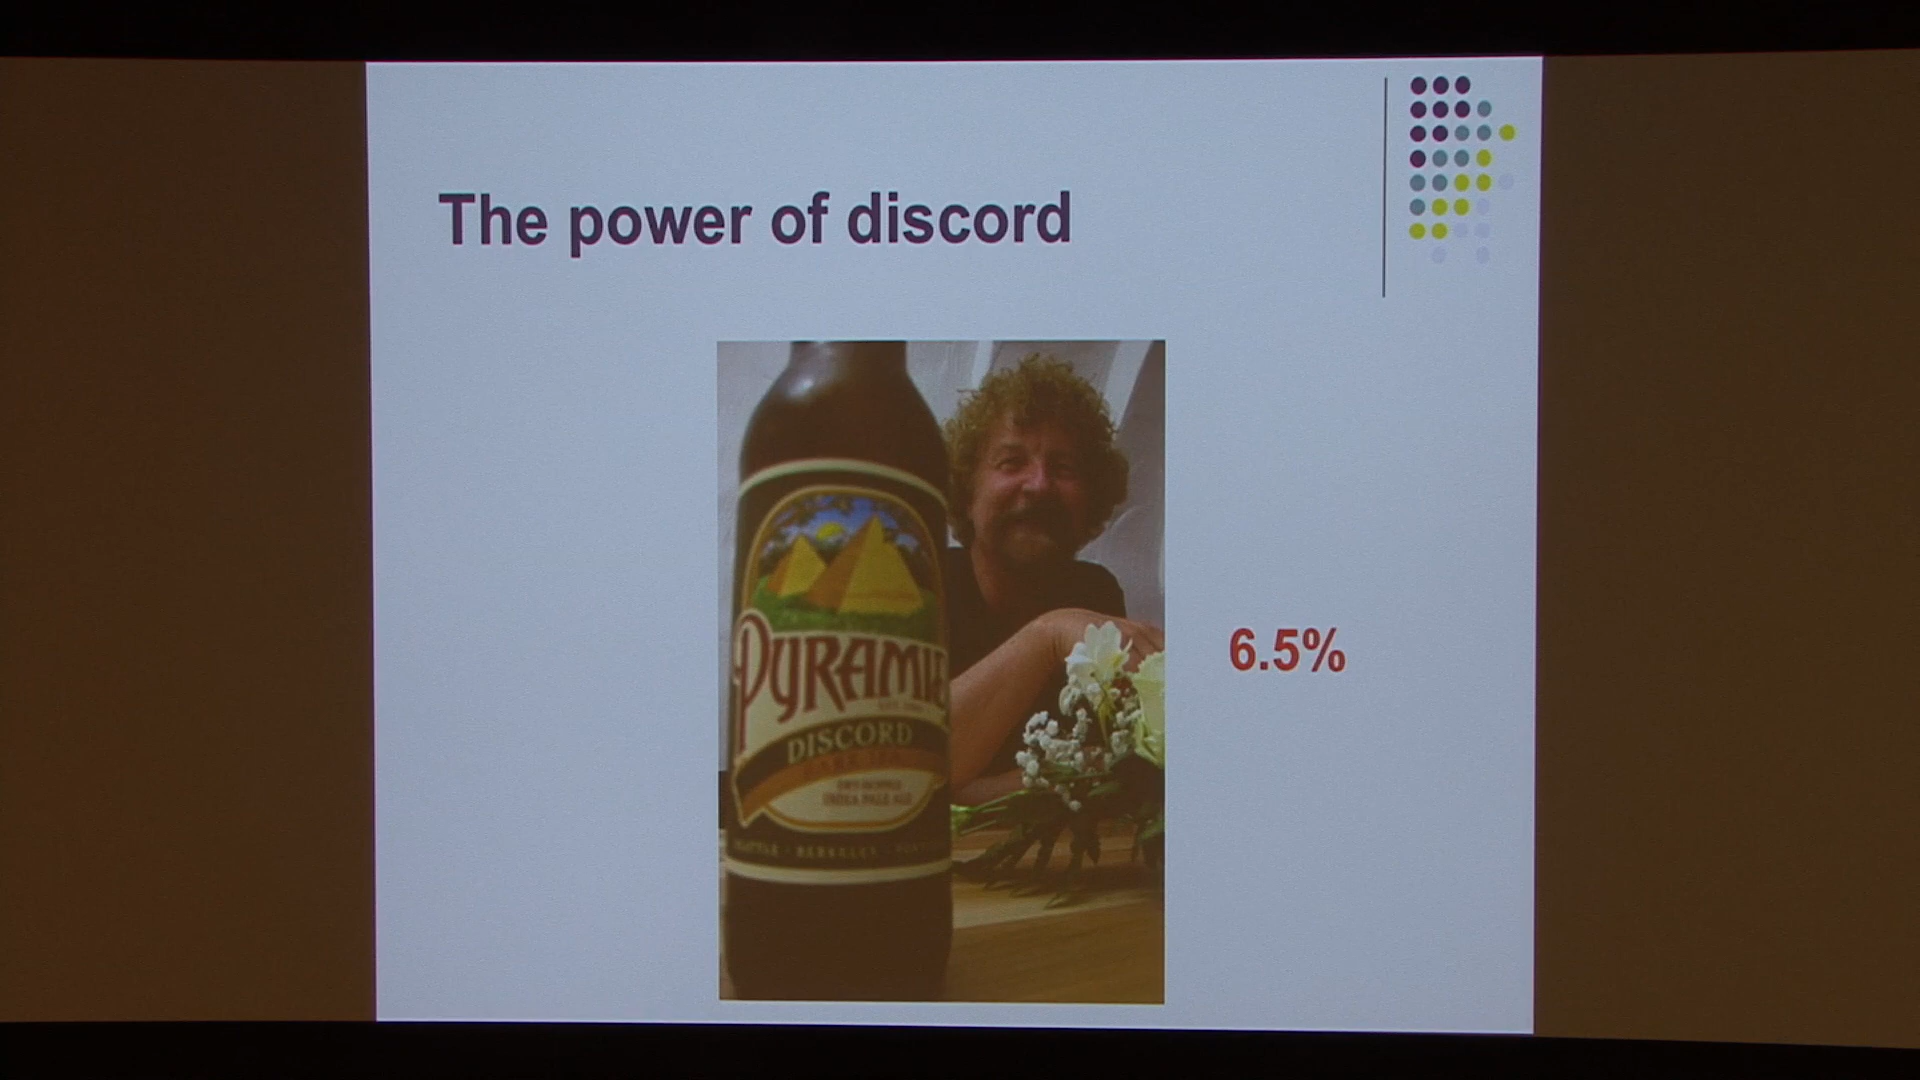 The power of discord
PYRAMID
DISCORD
INDIA PALE ALE
6.5%